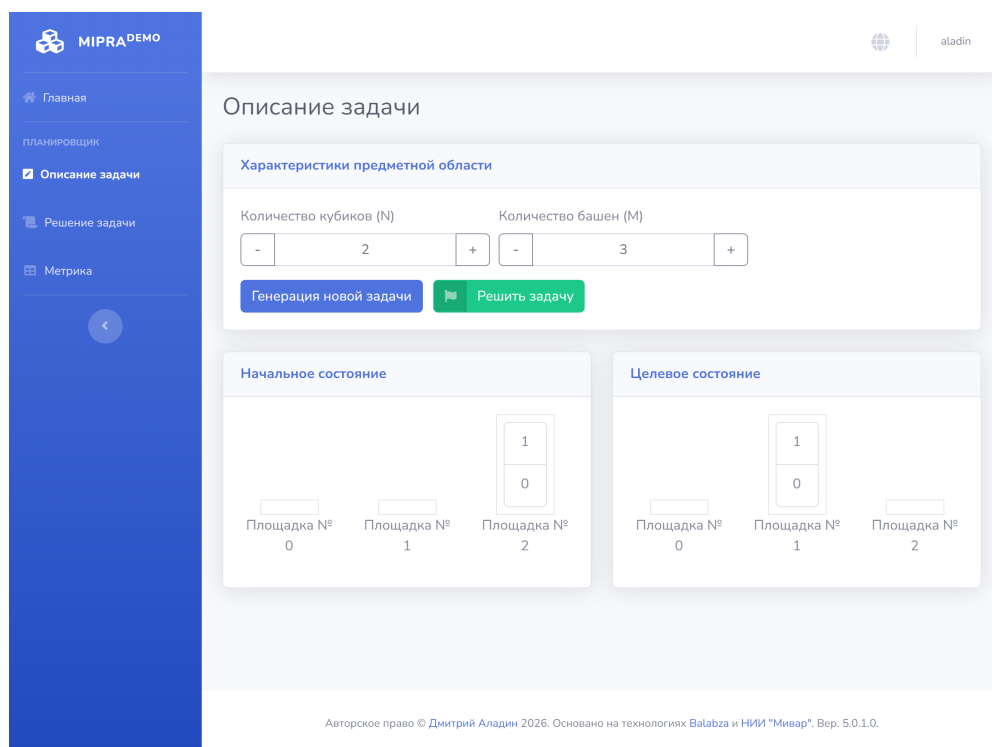 MIPRA DEMO
aladin
Главная
Описание задачи
ПЛАНИРОВЩИК
Описание задачи
Решение задачи
Метрика
Характеристики предметной области
Количество кубиков (N) Количество башен (M)
- 2 + - 3 +
Генерация новой задачи Решить задачу
Начальное состояние
1
0
Площадка № 0 Площадка № 1 Площадка № 2
Целевое состояние
1
0
Площадка № 0 Площадка № 1 Площадка № 2
Авторское право © Дмитрий Аладин 2026. Основано на технологиях Balabza и НИИ "Мивар". Вер. 5.0.1.0.